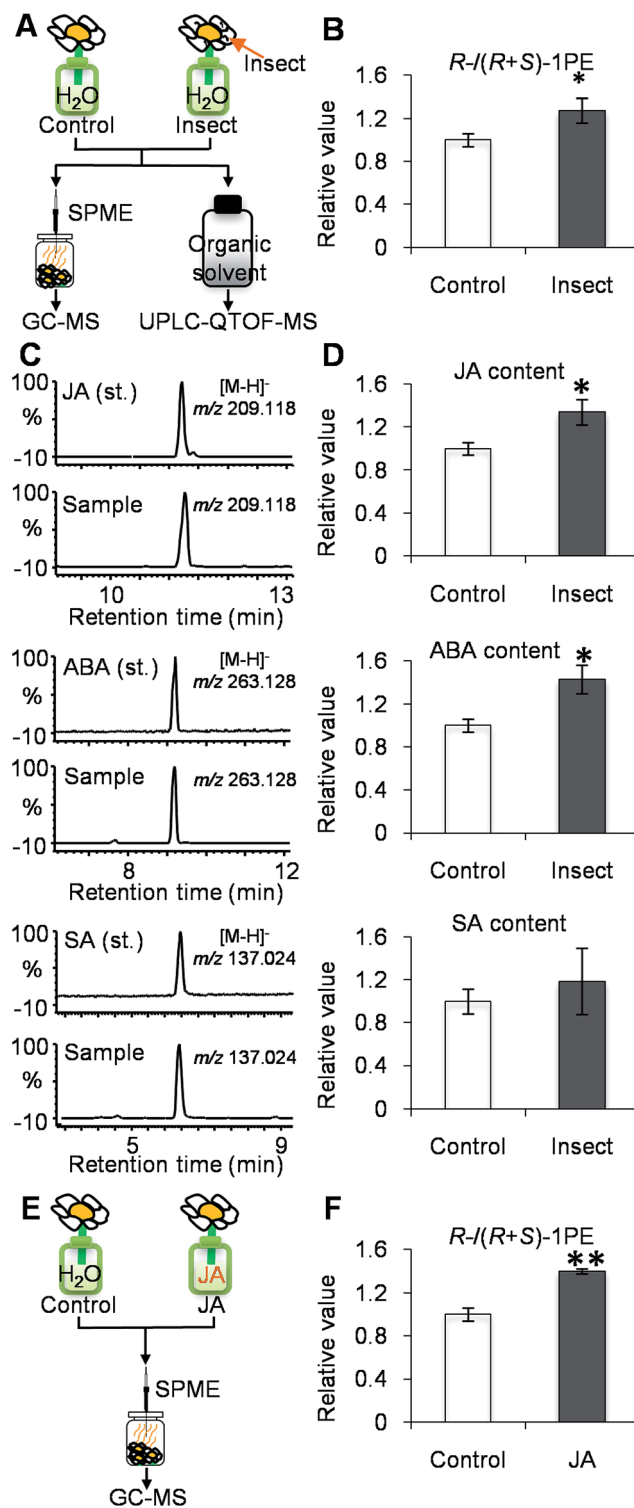 A
Insect
H2O
H2O
Control
Insect
SPME
Organic
solvent
GC-MS
UPLC-QTOF-MS
B
R-/(R+S)-1PE
Relative value
1.6
1.2
0.8
0.4
0
*
Control
Insect
C
JA (st.)
[M-H]-
m/z 209.118
100
%
-10
Sample
m/z 209.118
100
%
-10
10
13
Retention time (min)
ABA (st.)
[M-H]-
m/z 263.128
100
%
-10
Sample
m/z 263.128
100
%
-10
8
12
Retention time (min)
SA (st.)
[M-H]-
m/z 137.024
100
%
-10
Sample
m/z 137.024
100
%
-10
5
9
Retention time (min)
D
JA content
Relative value
1.6
1.2
0.8
0.4
0
*
Control
Insect
ABA content
Relative value
1.6
1.2
0.8
0.4
0
*
Control
Insect
SA content
Relative value
1.6
1.2
0.8
0.4
0
Control
Insect
E
H2O
JA
Control
JA
SPME
GC-MS
F
R-/(R+S)-1PE
Relative value
1.6
1.2
0.8
0.4
0
**
Control
JA